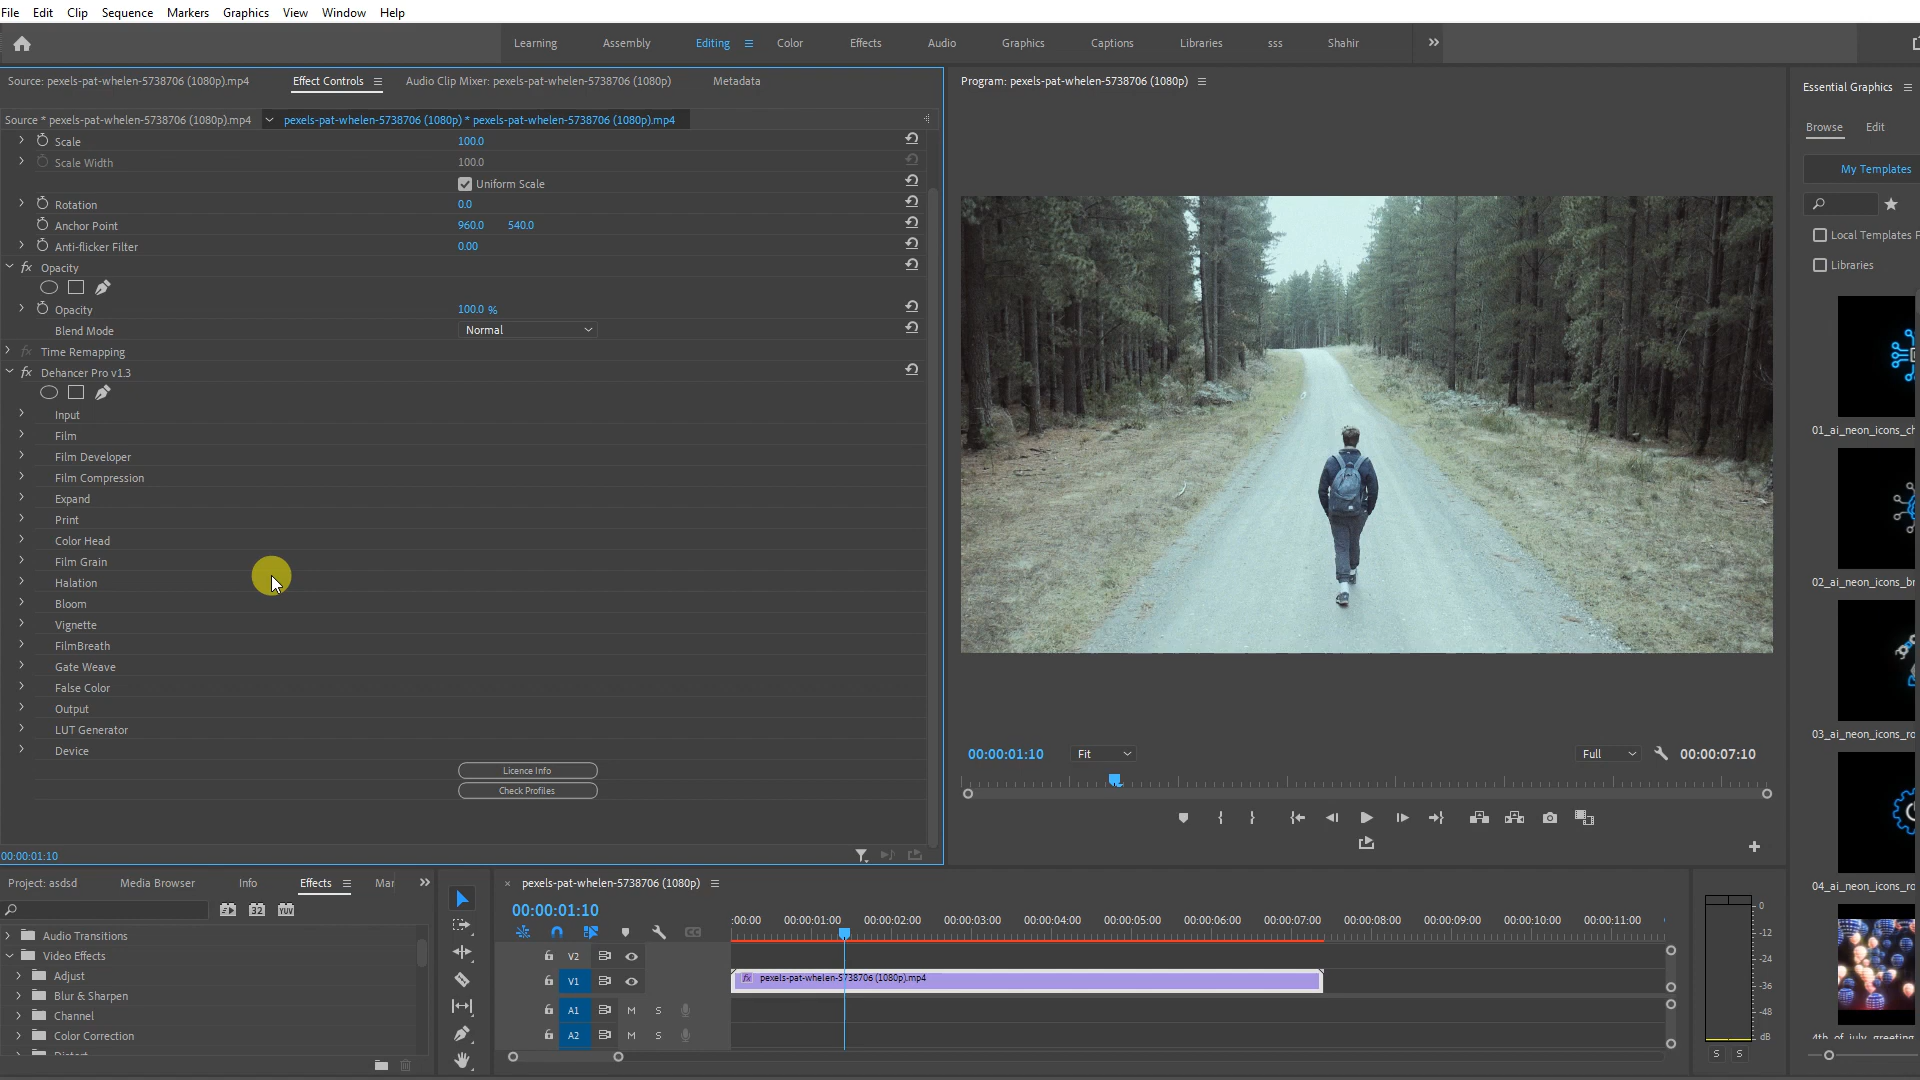 File Edit Clip Sequence Markers Graphics View Window Help
Learning Assembly Editing Color Effects Audio Graphics Captions Libraries sss Shahir
Source: pexels-pat-whelen-5738706 (1080p).mp4 Effect Controls Audio Clip Mixer: pexels-pat-whelen-5738706 (1080p) Metadata
Source * pexels-pat-whelen-5738706 (1080p).mp4 pexels-pat-whelen-5738706 (1080p) * pexels-pat-whelen-5738706 (1080p).mp4
Scale 100.0
Scale Width 100.0
Uniform Scale
Rotation 0.0
Anchor Point 960.0 540.0
Anti-flicker Filter 0.00
fx Opacity
Opacity 100.0 %
Blend Mode Normal
fx Time Remapping
fx Dehancer Pro v1.3
Input
Film
Film Developer
Film Compression
Expand
Print
Color Head
Film Grain
Halation
Bloom
Vignette
FilmBreath
Gate Weave
False Color
Output
LUT Generator
Device
Licence Info
Check Profiles
00:00:01:10
Program: pexels-pat-whelen-5738706 (1080p)
00:00:01:10 Fit Full 00:00:07:10
Essential Graphics
Browse Edit
My Templates
Local Templates F
Libraries
01_ai_neon_icons_ch
02_ai_neon_icons_br
03_ai_neon_icons_ro
04_ai_neon_icons_ro
4th_of_july_greeting
Project: asdsd Media Browser Info Effects Mar
32 YUV
Audio Transitions
Video Effects
Adjust
Blur & Sharpen
Channel
Color Correction
Distort
pexels-pat-whelen-5738706 (1080p)
00:00:01:10
:00:00 00:00:01:00 00:00:02:00 00:00:03:00 00:00:04:00 00:00:05:00 00:00:06:00 00:00:07:00 00:00:08:00 00:00:09:00 00:00:10:00 00:00:11:00
V2
V1 fx pexels-pat-whelen-5738706 (1080p).mp4
A1 M S
A2 M S
0
-12
-24
-36
-48
dB
S S